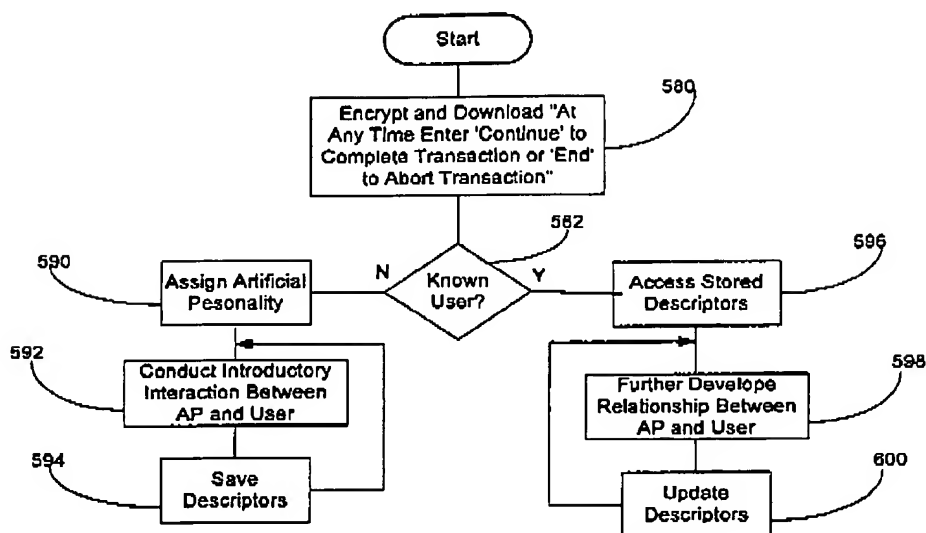 Start
580
Encrypt and Download "At
Any Time Enter 'Continue' to
Complete Transaction or 'End'
to Abort Transaction"
582
590
N
Known
User?
Y
596
Assign Artificial
Pesonality
Access Stored
Descriptors
592
Conduct Introductory
Interaction Between
AP and User
598
Further Develope
Relationship Between
AP and User
594
Save
Descriptors
600
Update
Descriptors